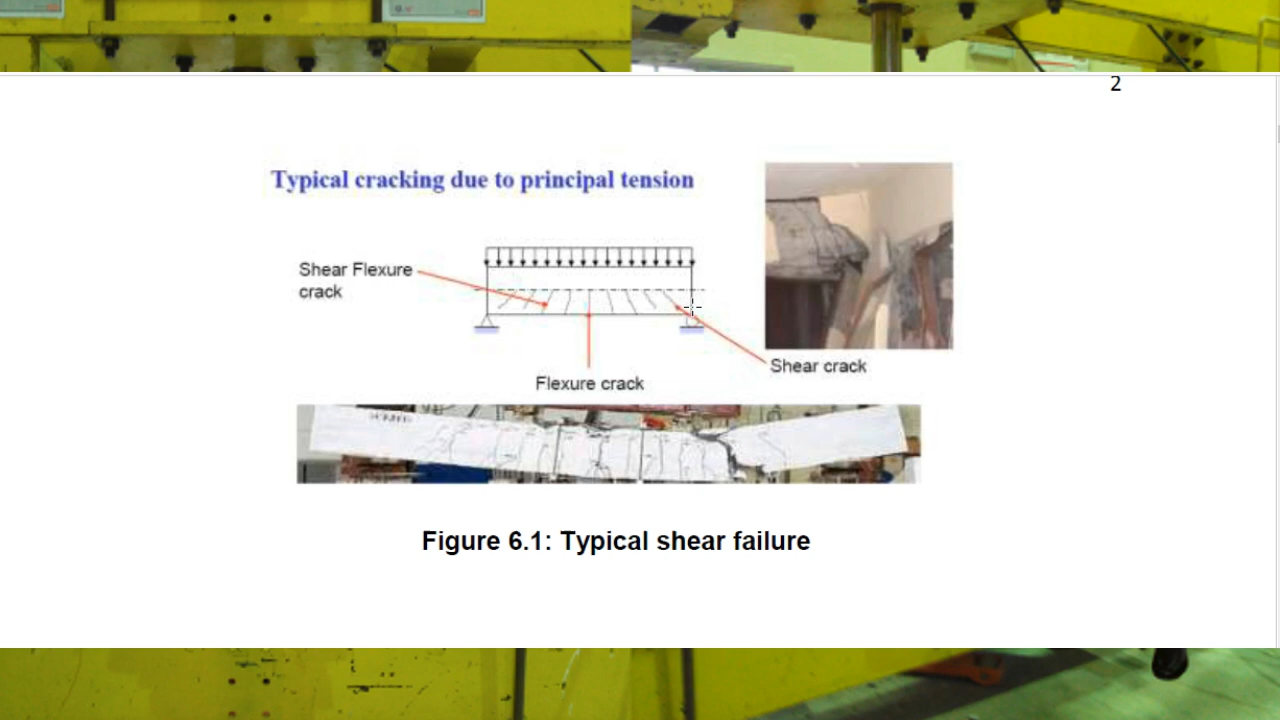 2
Typical cracking due to principal tension
Shear Flexure
crack
Shear crack
Flexure crack
Figure 6.1: Typical shear failure